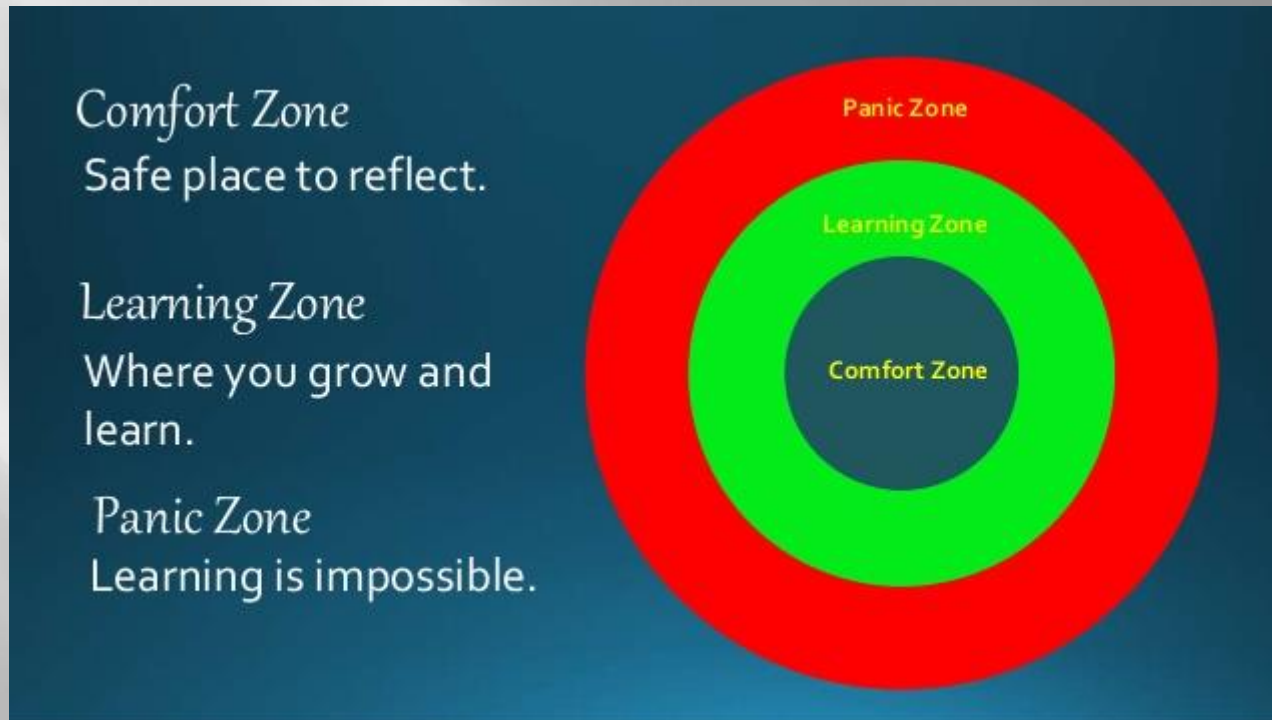 Comfort Zone
Safe place to reflect.
Learning Zone
Where you grow and
learn.
Panic Zone
Learning is impossible.
Panic Zone
Learning Zone
Comfort Zone